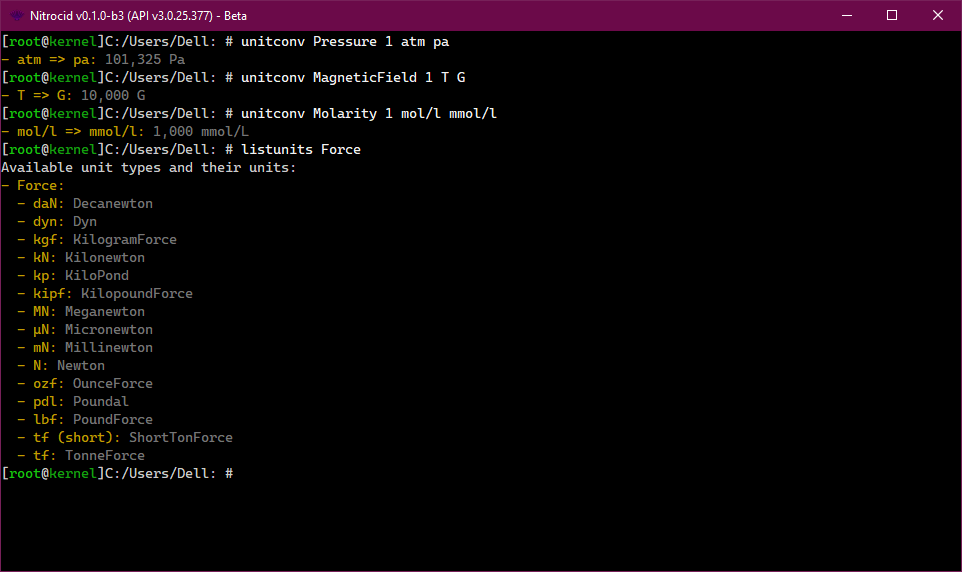 Nitrocid v0.1.0-b3 (API v3.0.25.377) - Beta
[root@kernel]C:/Users/Dell: # unitconv Pressure 1 atm pa
- atm => pa: 101,325 Pa
[root@kernel]C:/Users/Dell: # unitconv MagneticField 1 T G
- T => G: 10,000 G
[root@kernel]C:/Users/Dell: # unitconv Molarity 1 mol/l mmol/l
- mol/l => mmol/l: 1,000 mmol/L
[root@kernel]C:/Users/Dell: # listunits Force
Available unit types and their units:
- Force:
  - daN: Decanewton
  - dyn: Dyn
  - kgf: KilogramForce
  - kN: Kilonewton
  - kp: KiloPond
  - kipf: KilopoundForce
  - MN: Meganewton
  - µN: Micronewton
  - mN: Millinewton
  - N: Newton
  - ozf: OunceForce
  - pdl: Poundal
  - lbf: PoundForce
  - tf (short): ShortTonForce
  - tf: TonneForce
[root@kernel]C:/Users/Dell: #